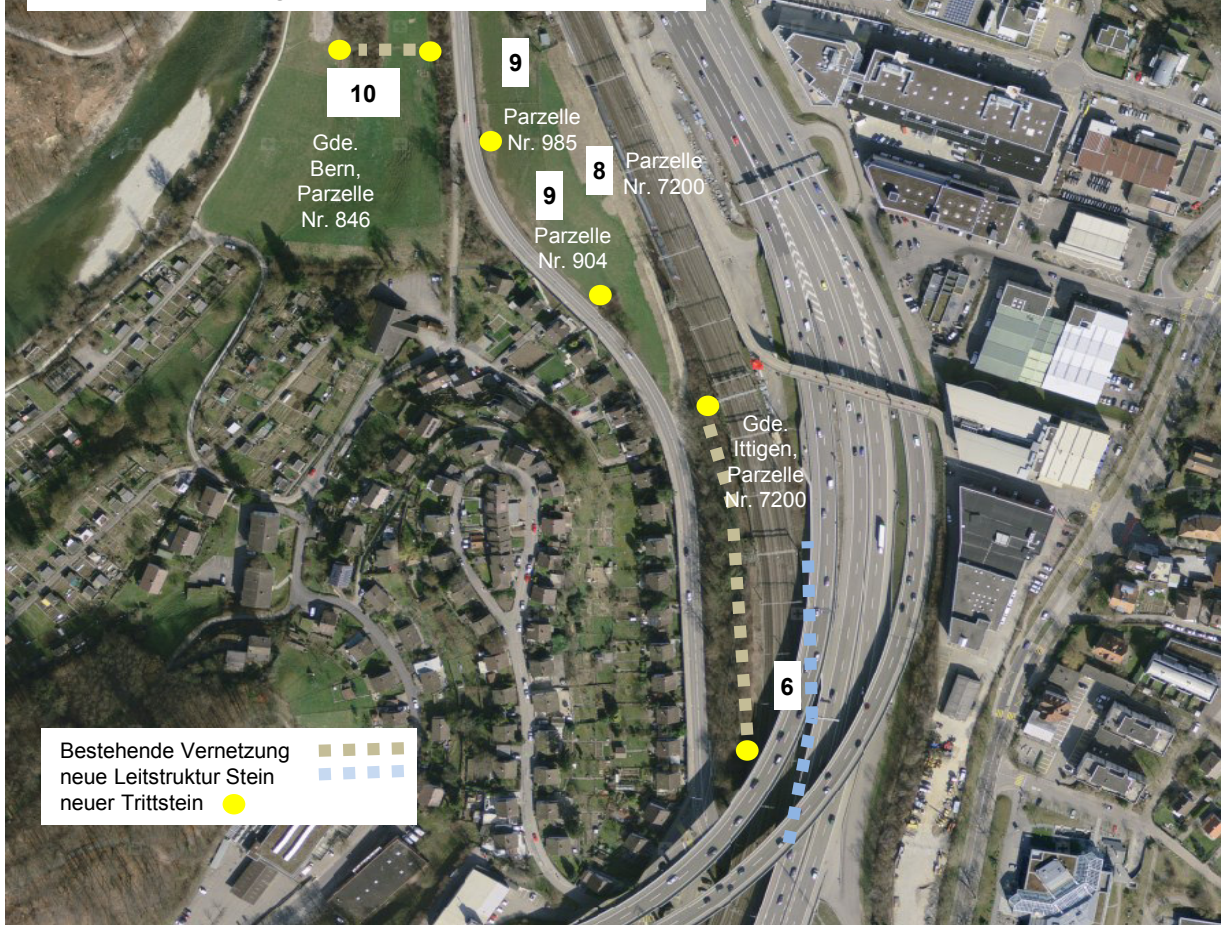 9
10
Parzelle
Nr. 985
Gde.
Bern,
Parzelle
Nr. 846
8
Parzelle
Nr. 7200
9
Parzelle
Nr. 904
Gde.
Ittigen,
Parzelle
Nr. 7200
6
Bestehende Vernetzung
neue Leitstruktur Stein
neuer Trittstein